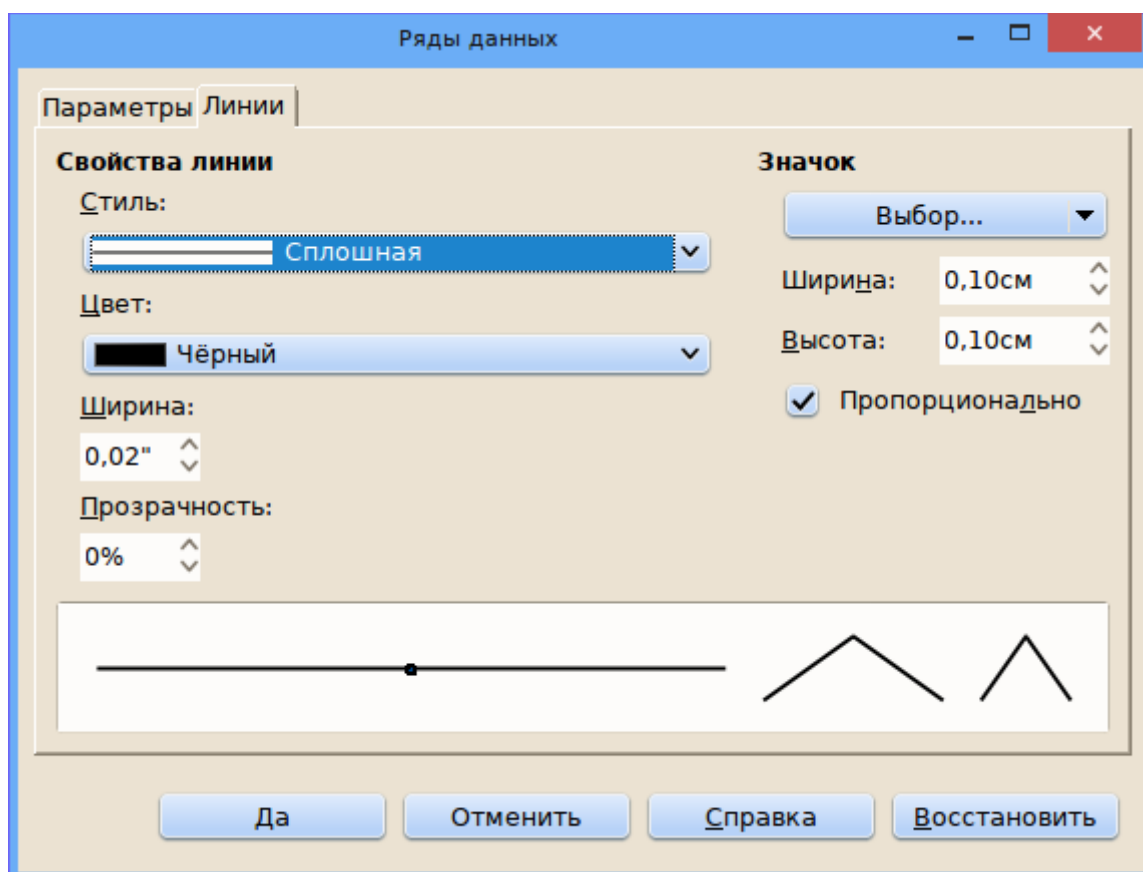 Ряды данных
Параметры Линии
Свойства линии
Стиль:
Сплошная
Цвет:
Чёрный
Ширина:
0,02"
Прозрачность:
0%
Значок
Выбор...
Ширина: 0,10см
Высота: 0,10см
Пропорционально
Да Отменить Справка Восстановить